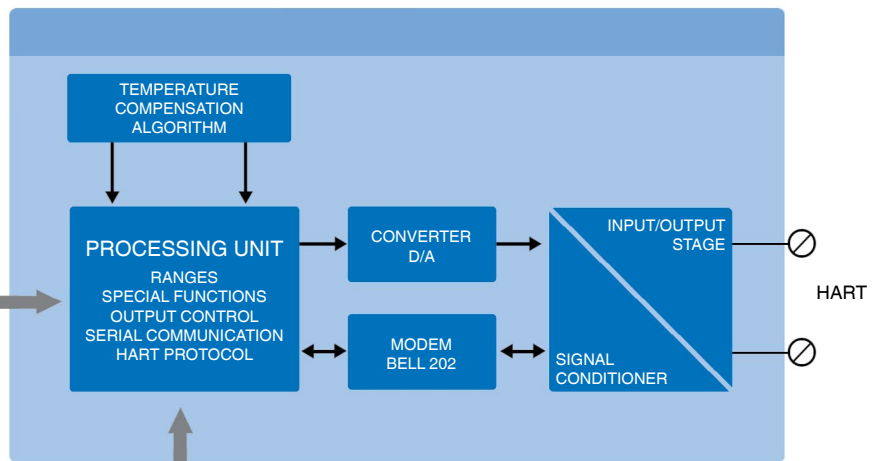 TEMPERATURE
COMPENSATION
ALGORITHM
PROCESSING UNIT
RANGES
SPECIAL FUNCTIONS
OUTPUT CONTROL
SERIAL COMMUNICATION
HART PROTOCOL
CONVERTER
D/A
MODEM
BELL 202
INPUT/OUTPUT
STAGE
SIGNAL
CONDITIONER
HART